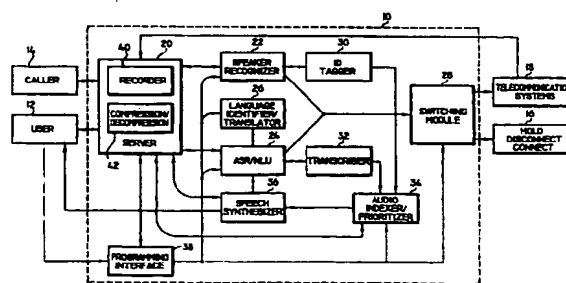 10
14
CALLER
12
USER
40
20
RECORDER
COMPRESSION/
DECOMPRESSION
42
SERVER
22
SPEAKER
RECOGNIZER
30
ID
TAGGER
26
LANGUAGE
IDENTIFIER/
TRANSLATOR
24
ASR/NLU
32
TRANSCRIBER
36
SPEECH
SYNTHESIZER
34
AUDIO
INDEXER/
PRIORITIZER
28
SWITCHING
MODULE
18
TELECOMMUNICATION
SYSTEMS
16
HOLD
DISCONNECT
CONNECT
PROGRAMMING
INTERFACE
38